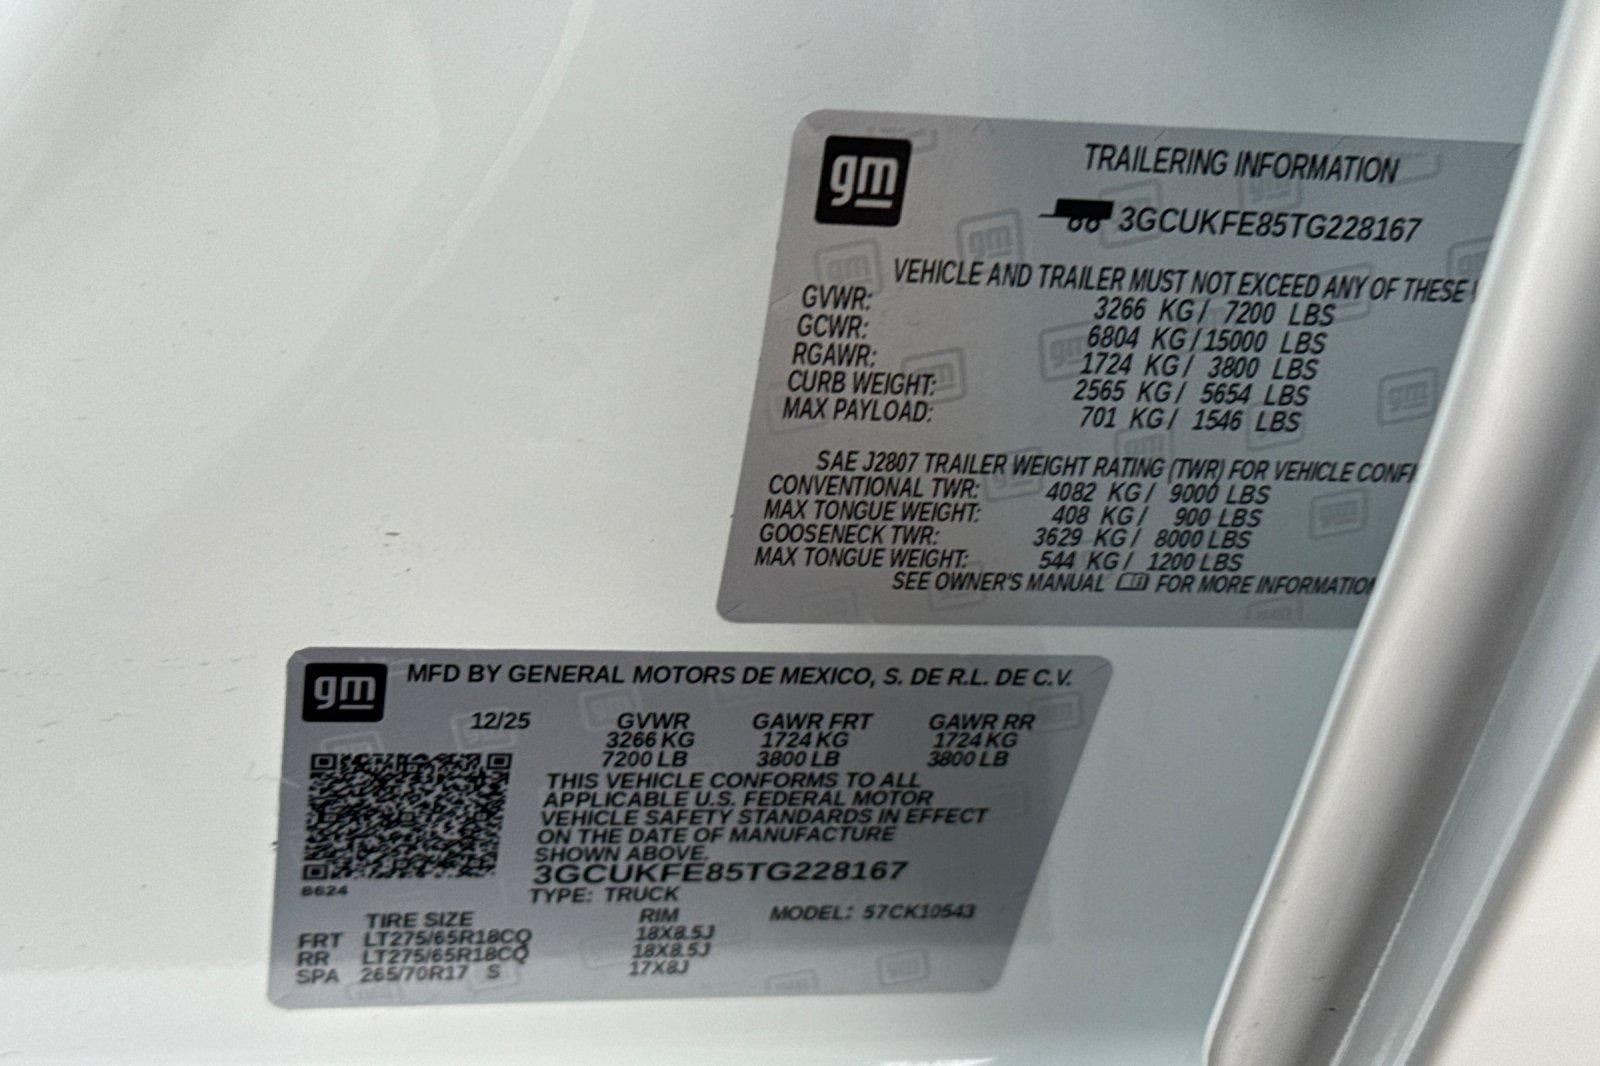 gm
TRAILERING INFORMATION
3GCUKFE85TG228167
VEHICLE AND TRAILER MUST NOT EXCEED ANY OF THESE
GVWR: 3266 KG / 7200 LBS
GCWR: 6804 KG / 15000 LBS
RGAWR: 1724 KG / 3800 LBS
CURB WEIGHT: 2565 KG / 5654 LBS
MAX PAYLOAD: 701 KG / 1546 LBS
SAE J2807 TRAILER WEIGHT RATING (TWR) FOR VEHICLE CONFI
CONVENTIONAL TWR: 4082 KG / 9000 LBS
MAX TONGUE WEIGHT: 408 KG / 900 LBS
GOOSENECK TWR: 3629 KG / 8000 LBS
MAX TONGUE WEIGHT: 544 KG / 1200 LBS
SEE OWNER'S MANUAL FOR MORE INFORMATION
gm
MFD BY GENERAL MOTORS DE MEXICO, S. DE R.L. DE C.V.
12/25 GVWR GAWR FRT GAWR RR
3266 KG 1724 KG 1724 KG
7200 LB 3800 LB 3800 LB
THIS VEHICLE CONFORMS TO ALL
APPLICABLE U.S. FEDERAL MOTOR
VEHICLE SAFETY STANDARDS IN EFFECT
ON THE DATE OF MANUFACTURE
SHOWN ABOVE.
3GCUKFE85TG228167
8624
TYPE: TRUCK
TIRE SIZE RIM MODEL: 57CK10543
FRT LT275/65R18CQ 18X8.5J
RR LT275/65R18CQ 18X8.5J
SPA 265/70R17 S 17X8J